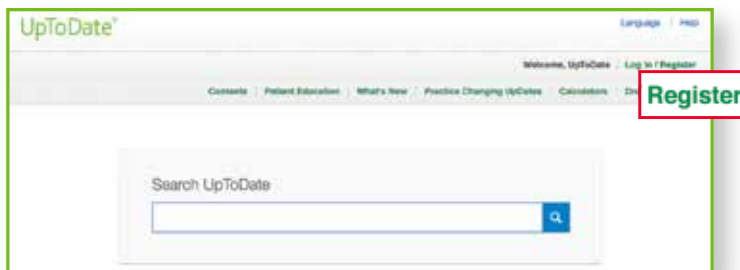 UpToDate®
Language Help
Welcome, UpToDate Log In / Register
Contents Patient Education What's New Practice Changing UpDates Calculators
Register
Search UpToDate